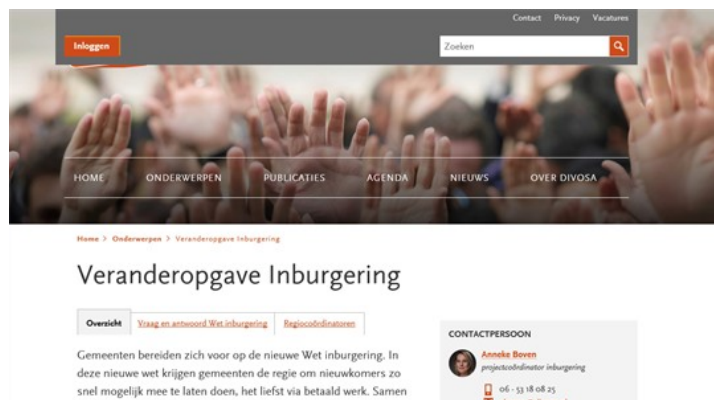 Contact Privacy Vacatures
Inloggen
Zoeken
HOME ONDERWERPEN PUBLICATIES AGENDA NIEUWS OVER DIVOSA
Home > Onderwerpen > Veranderopgave Inburgering
Veranderopgave Inburgering
Overzicht Vraag en antwoord Wet inburgering Regiocoördinatoren
CONTACTPERSOON
Gemeenten bereiden zich voor op de nieuwe Wet inburgering. In
deze nieuwe wet krijgen gemeenten de regie om nieuwkomers zo
snel mogelijk mee te laten doen, het liefst via betaald werk. Samen
Anneke Boven
projectcoördinator inburgering
06 - 53 18 08 25